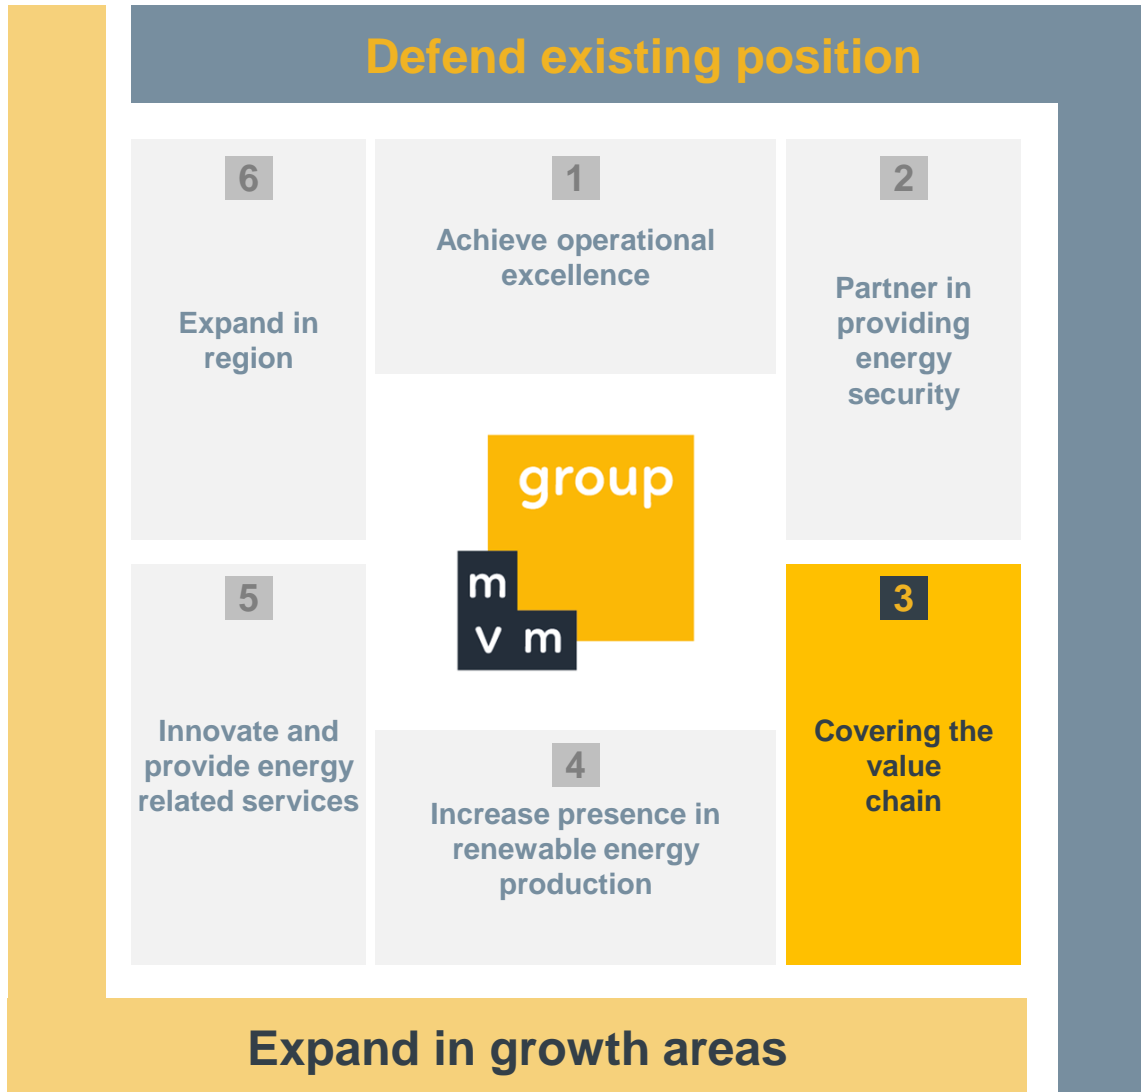 Defend existing position
6
Expand in
region
1
Achieve operational
excellence
2
Partner in
providing
energy
security
group
m
v m
5
Innovate and
provide energy
related services
4
Increase presence in
renewable energy
production
3
Covering the
value
chain
Expand in growth areas